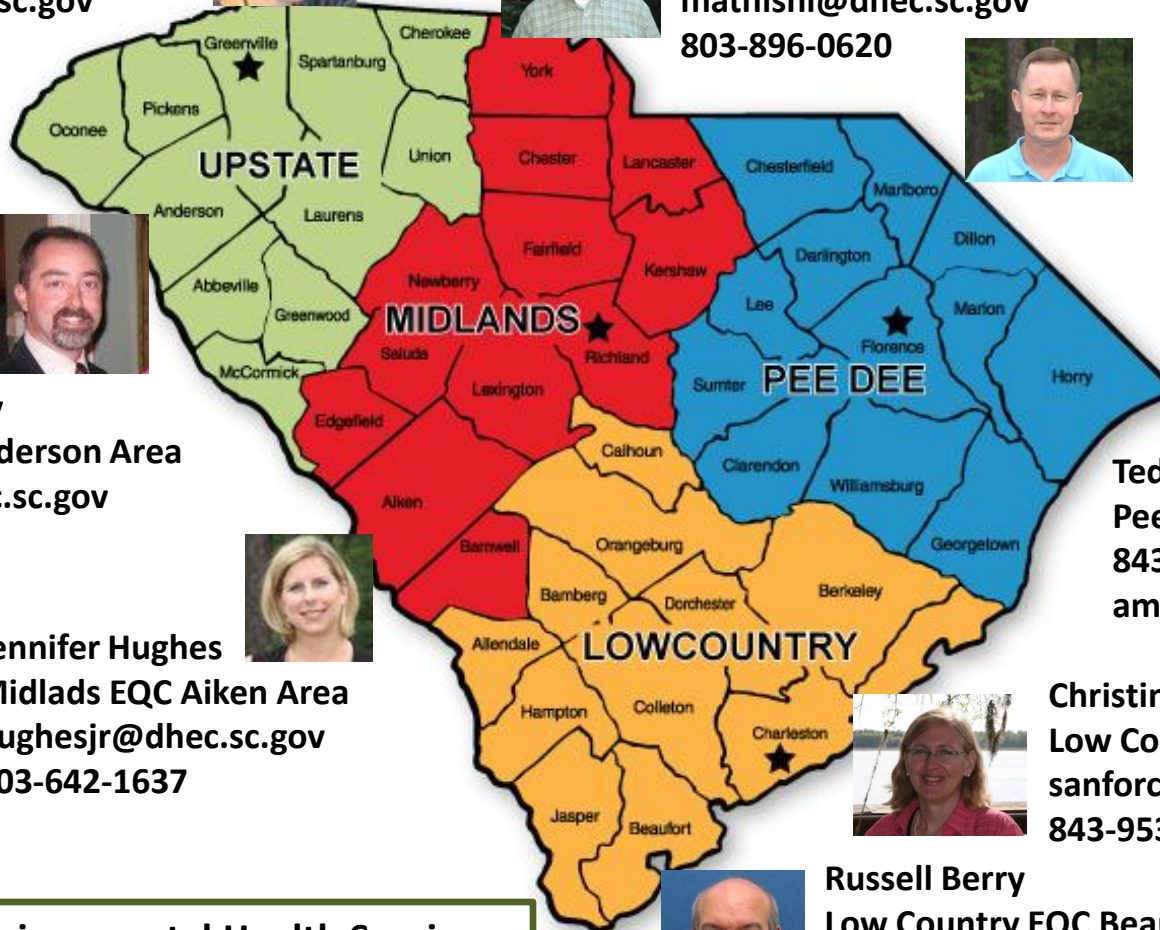 sc.gov
mathisni@dhec.sc.gov
803-896-0620
Cherokee
Greenville
Spartanburg
York
Pickens
Oconee
Union
Chester
Lancaster
Chesterfield
UPSTATE
Marlboro
Anderson
Laurens
Dillon
Fairfield
Darlington
Kershaw
Abbeville
Newberry
Lee
Marion
Greenwood
MIDLANDS
Florence
Saluda
Richland
McCormick
Sumter
PEE DEE
Horry
Lexington
Edgefield
Calhoun
derson Area
Clarendon
Ted
c.sc.gov
Aiken
Williamsburg
Pee
Barnwell
Orangeburg
Georgetown
843
Bamberg
Dorchester
Berkeley
am
Allendale
LOWCOUNTRY
ennifer Hughes
Midlads EQC Aiken Area
ughesjr@dhec.sc.gov
03-642-1637
Hampton
Colleton
Charleston
Christin
Low Co
sanforc
843-953
Jasper
Beaufort
Russell Berry
Low Country EQC Beau